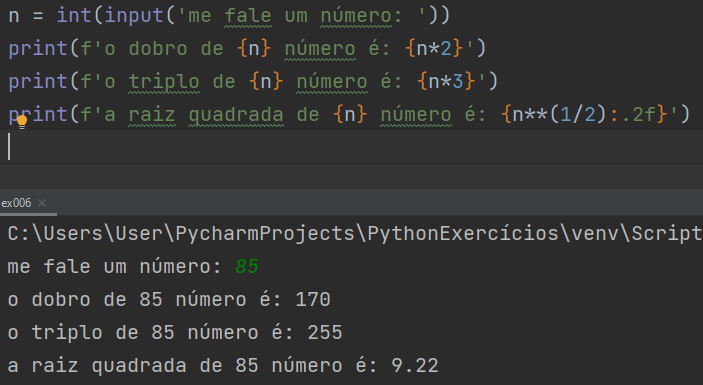 n = int(input('me fale um número: '))
print(f'o dobro de {n} número é: {n*2}')
print(f'o triplo de {n} número é: {n*3}')
print(f'a raiz quadrada de {n} número é: {n**(1/2):.2f}')
ex006 ×
C:\Users\User\PycharmProjects\PythonExercícios\venv\Script
me fale um número: 85
o dobro de 85 número é: 170
o triplo de 85 número é: 255
a raiz quadrada de 85 número é: 9.22